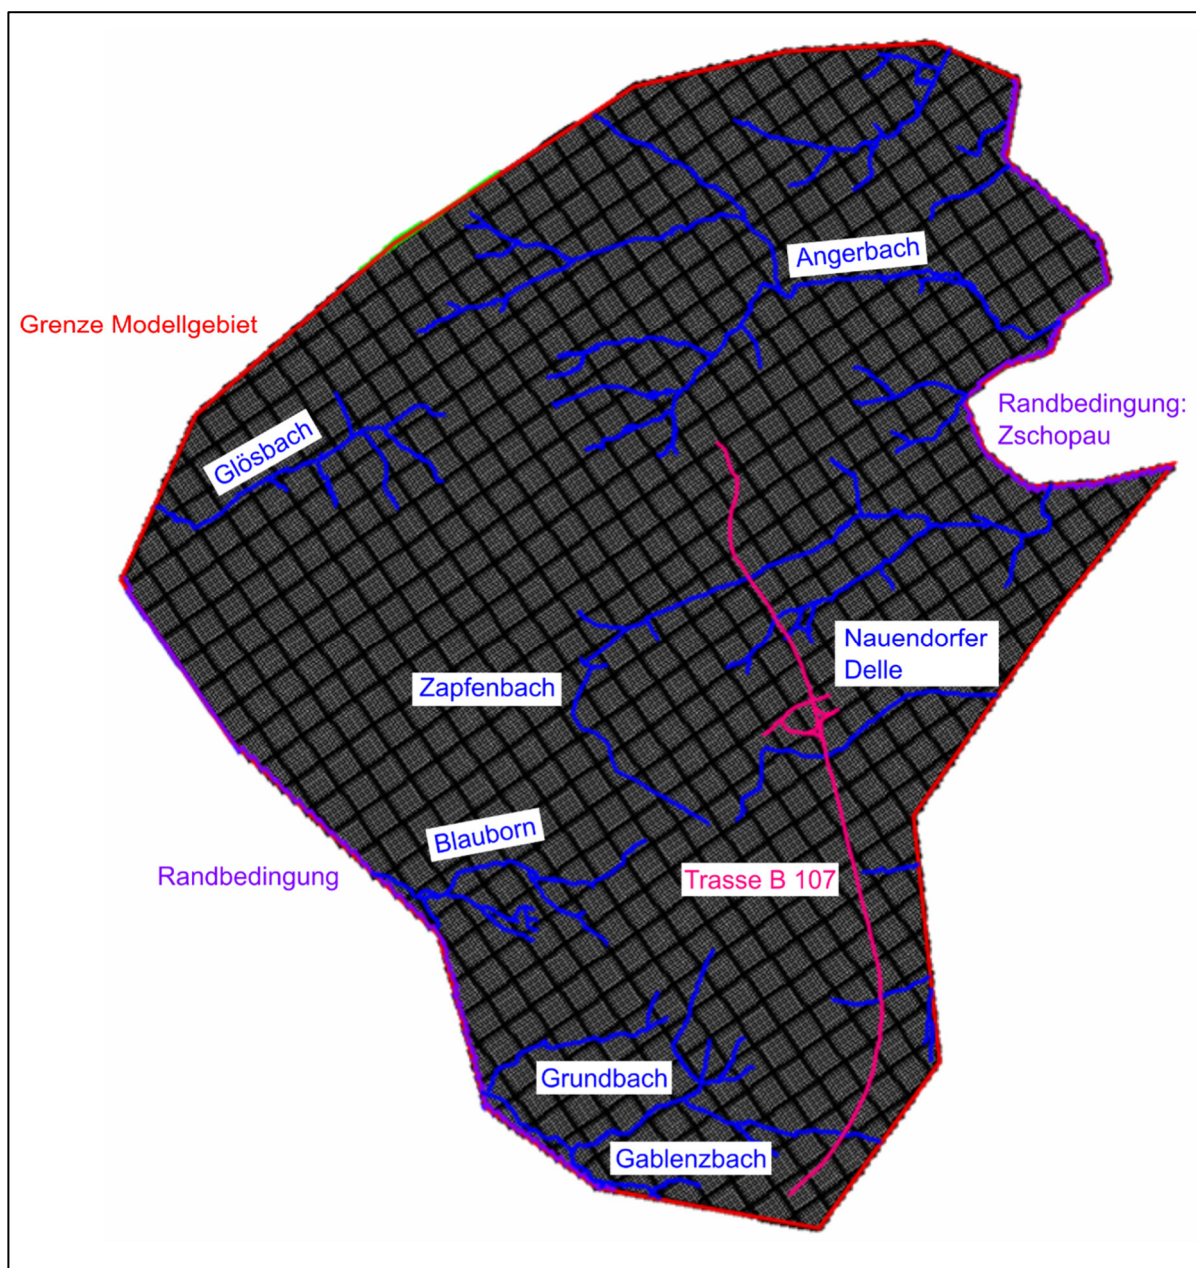 Angerbach
Grenze Modellgebiet
Randbedingung:
Zschopau
Glösbach
Nauendorfer
Delle
Zapfenbach
Blauborn
Randbedingung
Trasse B 107
Grundbach
Gablenzbach